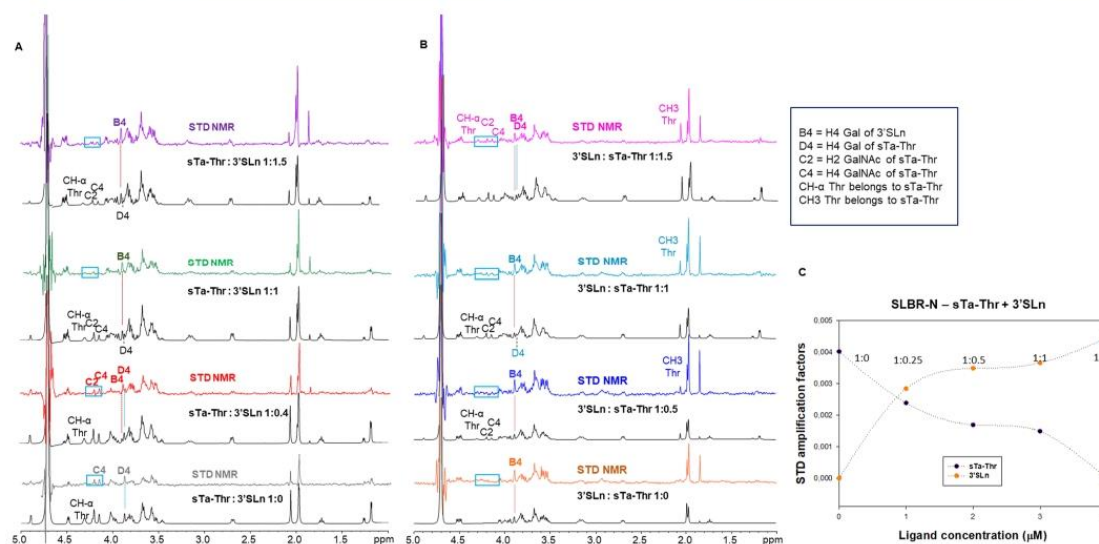 A
B4
STD NMR
sTa-Thr : 3'SLn 1:1.5
CH-α
Thr
C2
C4
D4
B4
STD NMR
sTa-Thr : 3'SLn 1:1
CH-α
Thr
C2
C4
D4
C2
C4
B4
D4
STD NMR
sTa-Thr : 3'SLn 1:0.4
CH-α
Thr
C4
D4
STD NMR
sTa-Thr : 3'SLn 1:0
CH-α
Thr
5.0 4.5 4.0 3.5 3.0 2.5 2.0 1.5 ppm
B
CH-α
Thr
C2
C4
B4
D4
CH3
Thr
STD NMR
3'SLn : sTa-Thr 1:1.5
B4
CH3
Thr
STD NMR
3'SLn : sTa-Thr 1:1
CH-α
Thr
C2
C4
D4
B4
CH3
Thr
STD NMR
3'SLn : sTa-Thr 1:0.5
CH-α
Thr
C2
C4
B4
STD NMR
3'SLn : sTa-Thr 1:0
5.0 4.5 4.0 3.5 3.0 2.5 2.0 1.5 ppm
B4 = H4 Gal of 3'SLn
D4 = H4 Gal of sTa-Thr
C2 = H2 GalNAc of sTa-Thr
C4 = H4 GalNAc of sTa-Thr
CH-α Thr belongs to sTa-Thr
CH3 Thr belongs to sTa-Thr
C
SLBR-N – sTa-Thr + 3'SLn
STD amplification factors
0.005
0.004
0.003
0.002
0.001
0.000
1:0
1:0.25
1:0.5
1:1
sTa-Thr
3'SLn
0 1 2 3
Ligand concentration (µM)